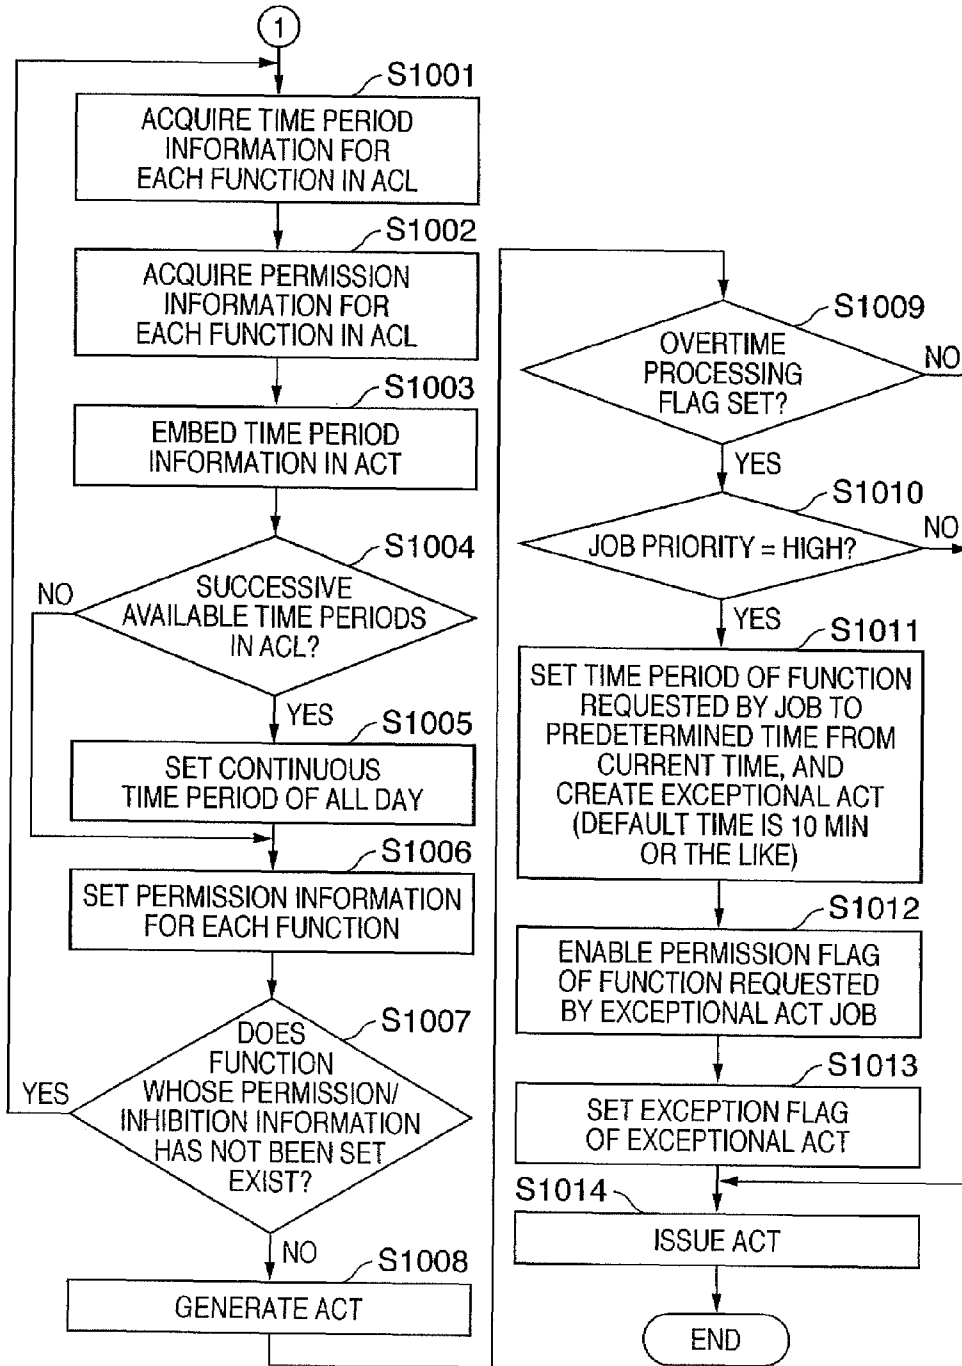 1
S1001
ACQUIRE TIME PERIOD
INFORMATION FOR
EACH FUNCTION IN ACL
S1002
ACQUIRE PERMISSION
INFORMATION FOR
EACH FUNCTION IN ACL
S1003
EMBED TIME PERIOD
INFORMATION IN ACT
S1004
NO
SUCCESSIVE
AVAILABLE TIME PERIODS
IN ACL?
YES
S1005
SET CONTINUOUS
TIME PERIOD OF ALL DAY
S1006
SET PERMISSION INFORMATION
FOR EACH FUNCTION
S1007
YES
DOES
FUNCTION
WHOSE PERMISSION/
INHIBITION INFORMATION
HAS NOT BEEN SET
EXIST?
NO
S1008
GENERATE ACT
S1009
OVERTIME
PROCESSING
FLAG SET?
NO
YES
S1010
JOB PRIORITY = HIGH?
NO
YES
S1011
SET TIME PERIOD OF FUNCTION
REQUESTED BY JOB TO
PREDETERMINED TIME FROM
CURRENT TIME, AND
CREATE EXCEPTIONAL ACT
(DEFAULT TIME IS 10 MIN
OR THE LIKE)
S1012
ENABLE PERMISSION FLAG
OF FUNCTION REQUESTED
BY EXCEPTIONAL ACT JOB
S1013
SET EXCEPTION FLAG
OF EXCEPTIONAL ACT
S1014
ISSUE ACT
END